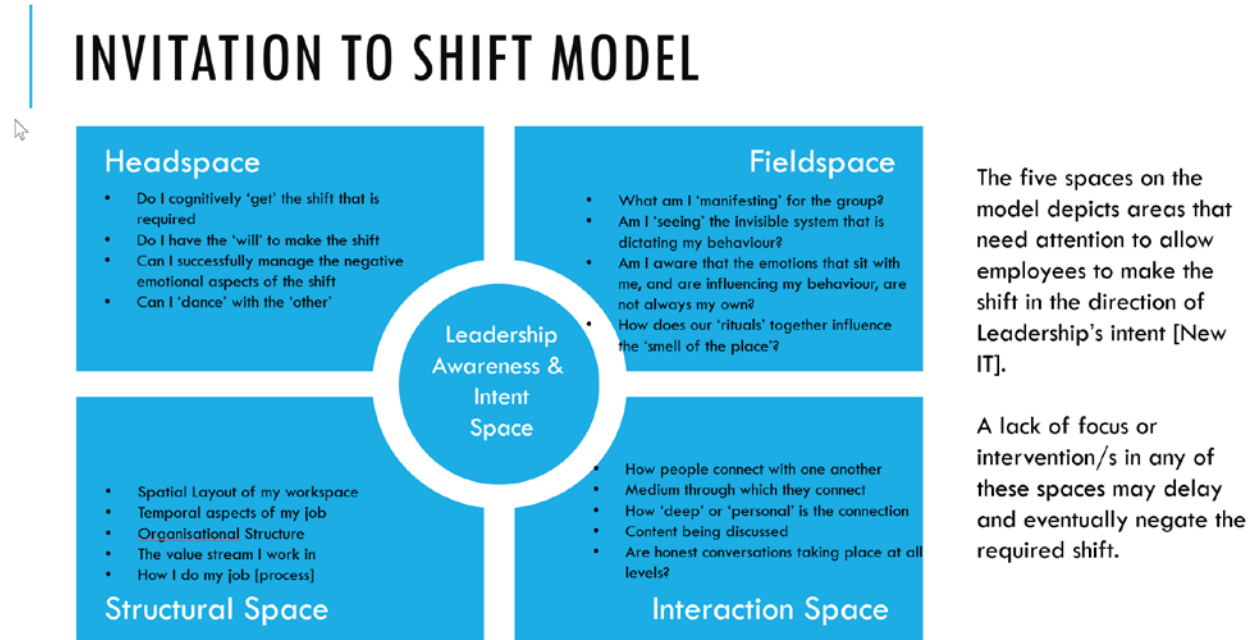 INVITATION TO SHIFT MODEL
Headspace
• Do I cognitively ‘get’ the shift that is
required
• Do I have the ‘will’ to make the shift
• Can I successfully manage the negative
emotional aspects of the shift
• Can I ‘dance’ with the ‘other’
Fieldspace
• What am I ‘manifesting’ for the group?
• Am I ‘seeing’ the invisible system that is
dictating my behaviour?
• Am I aware that the emotions that sit with
me, and are influencing my behaviour, are
not always my own?
• How does our ‘rituals’ together influence
the ‘smell of the place’?
Leadership
Awareness &
Intent
Space
• Spatial Layout of my workspace
• Temporal aspects of my job
• Organisational Structure
• The value stream I work in
• How I do my job [process]
Structural Space
• How people connect with one another
• Medium through which they connect
• How ‘deep’ or ‘personal’ is the connection
• Content being discussed
• Are honest conversations taking place at all
levels?
Interaction Space
The five spaces on the
model depicts areas that
need attention to allow
employees to make the
shift in the direction of
Leadership’s intent [New
IT].
A lack of focus or
intervention/s in any of
these spaces may delay
and eventually negate the
required shift.